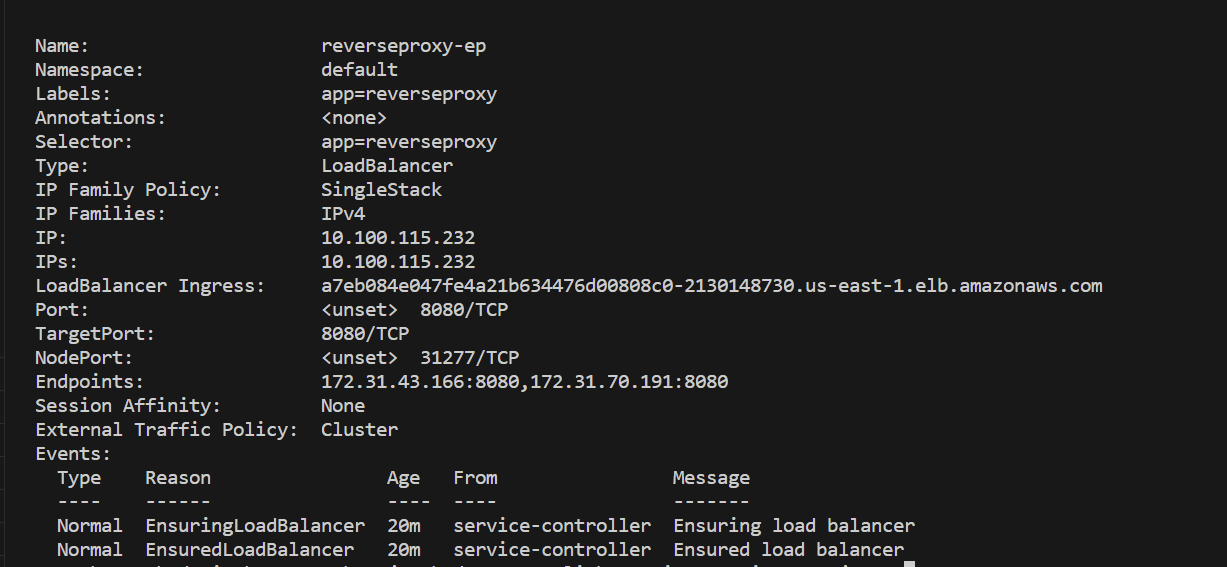 Name: reverseproxy-ep
Namespace: default
Labels: app=reverseproxy
Annotations: <none>
Selector: app=reverseproxy
Type: LoadBalancer
IP Family Policy: SingleStack
IP Families: IPv4
IP: 10.100.115.232
IPs: 10.100.115.232
LoadBalancer Ingress: a7eb084e047fe4a21b634476d00808c0-2130148730.us-east-1.elb.amazonaws.com
Port: <unset> 8080/TCP
TargetPort: 8080/TCP
NodePort: <unset> 31277/TCP
Endpoints: 172.31.43.166:8080,172.31.70.191:8080
Session Affinity: None
External Traffic Policy: Cluster
Events:
Type Reason Age From Message
---- ------ ---- ---- -------
Normal EnsuringLoadBalancer 20m service-controller Ensuring load balancer
Normal EnsuredLoadBalancer 20m service-controller Ensured load balancer